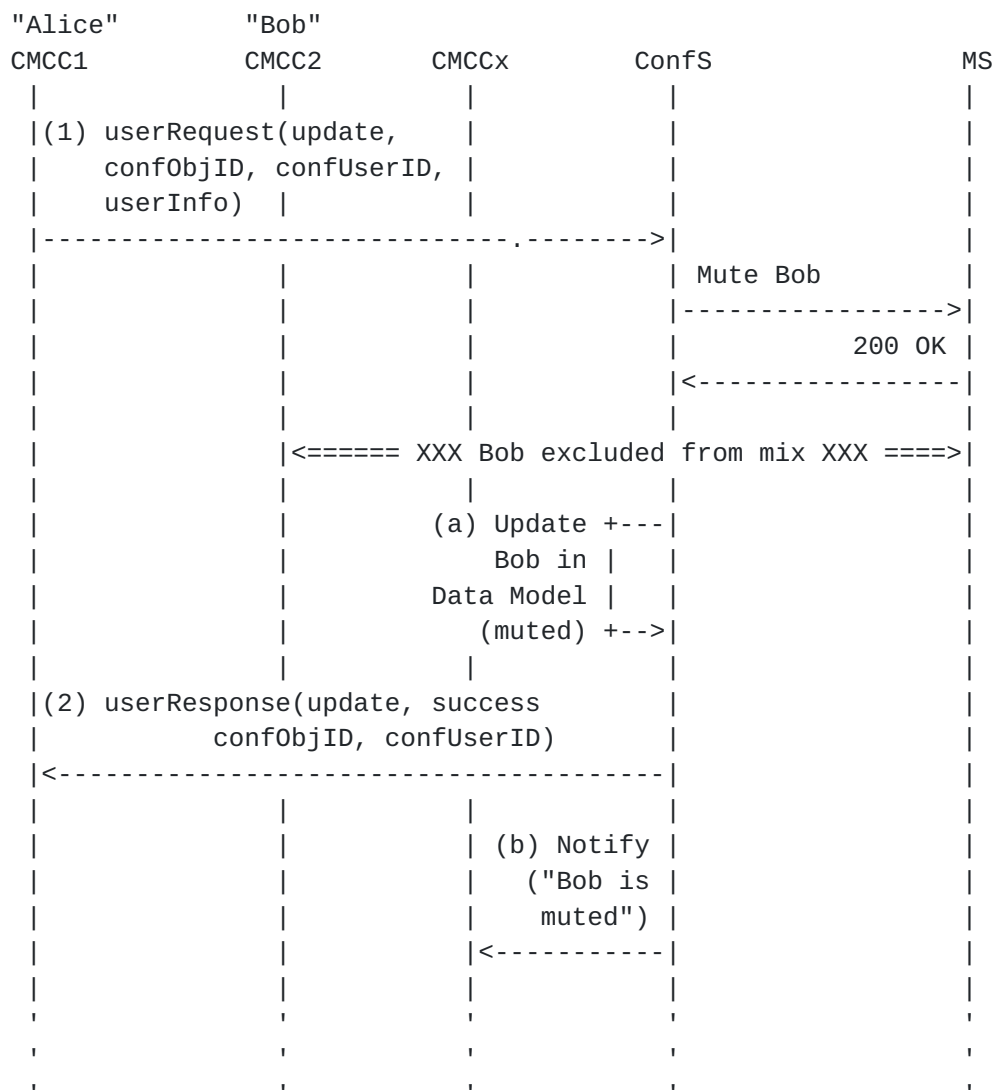 "Alice"        "Bob"
CMCC1          CMCC2       CMCCx        ConfS                MS
(1) userRequest(update,
confObjID, confUserID,
userInfo)
Mute Bob
200 OK
XXX Bob excluded from mix XXX
(a) Update
Bob in
Data Model
(muted)
(2) userResponse(update, success
confObjID, confUserID)
(b) Notify
("Bob is
muted")